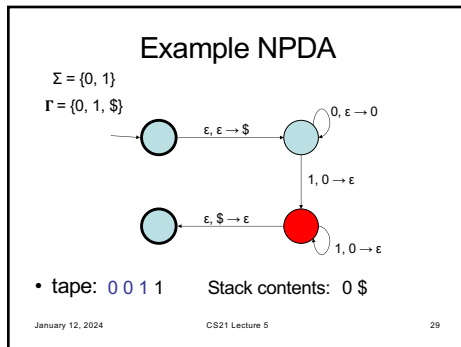 Example NPDA
Σ = {0, 1}
Γ = {0, 1, $}
ε, ε → $
0, ε → 0
1, 0 → ε
ε, $ → ε
1, 0 → ε
• tape: 0 0 1 1 Stack contents: 0 $
January 12, 2024 CS21 Lecture 5 29